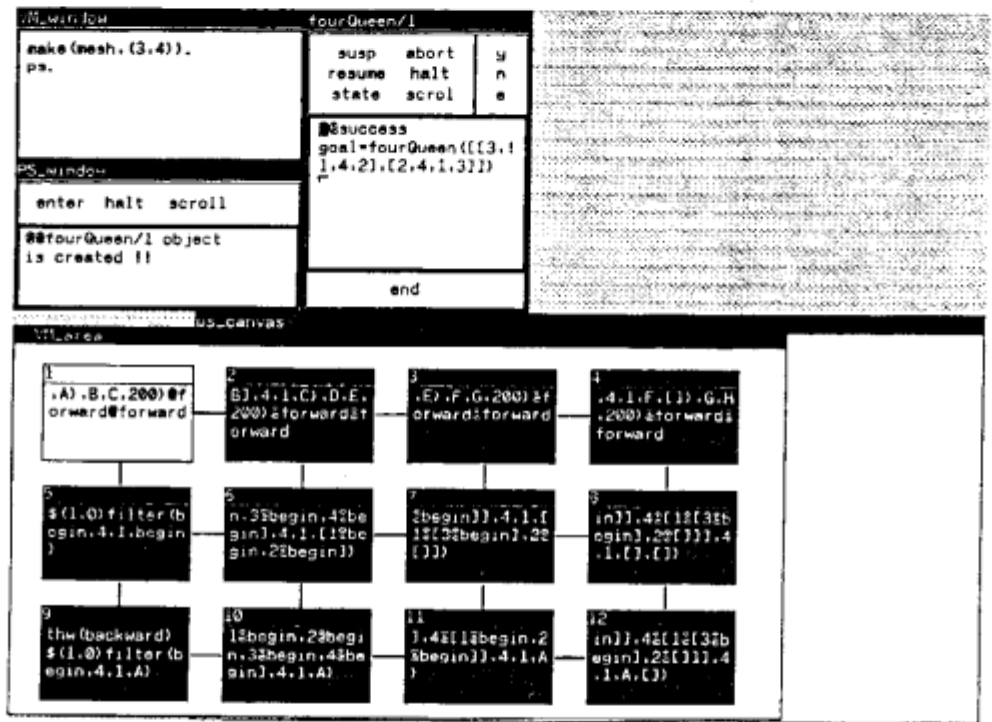 VM_window
make(mesh.(3.4)).
ps.
fourQueen/1
susp abort y
resume halt n
state scrol e
@@success
goal=fourQueen([[3.!
1.4.2].[2.4.1.3]])
PS_window
enter halt scroll
@@fourQueen/1 object
is created !!
end
WS_canvas
VM_area
1
.A).B.C.200)@f
orward@forward
2
B].4.1.C).D.E.
200)&forward&f
orward
3
.E).F.G.200)&f
orward&forward
4
.4.1.F.[]).G.H
.200)&forward&
forward
5
$(1.0)filter(b
egin.4.1.begin
)
6
n.3&begin.4&be
gin].4.1.[1&be
gin.2&begin])
7
&begin]].4.1.[
1&[3&begin].2&
[]])
8
in]].4&[1&[3&b
egin].2&[]]].4
.1.[].[])
9
thw(backward)
$(1.0)filter(b
egin.4.1.A)
10
1&begin.2&begi
n.3&begin.4&be
gin].4.1.A)
11
].4&[1&begin.2
&begin]].4.1.A
)
12
in]].4&[1&[3&b
egin].2&[]]].4
.1.A.[])